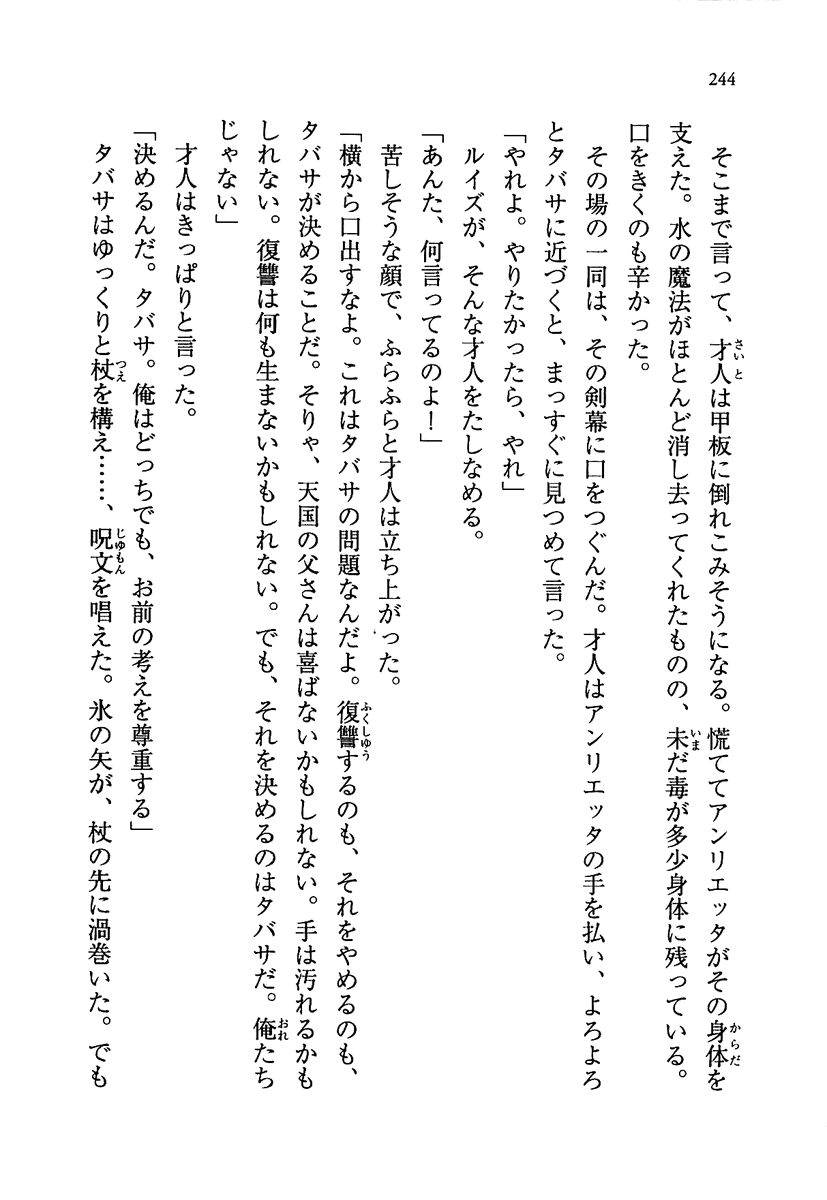 244
そこまで言って、才人は甲板に倒れこみそうになる。慌ててアンリエッタがその身体を
支えた。水の魔法がほとんど消し去ってくれたものの、未だ毒が多少身体に残っている。
口をきくのも辛かった。
その場の一同は、その剣幕に口をつぐんだ。才人はアンリエッタの手を払い、よろよろ
とタバサに近づくと、まっすぐに見つめて言った。
「やれよ。やりたかったら、やれ」
ルイズが、そんな才人をたしなめる。
「あんた、何言ってるのよ！」
苦しそうな顔で、ふらふらと才人は立ち上がった。
「横から口出すなよ。これはタバサの問題なんだよ。復讐するのも、それをやめるのも、
タバサが決めることだ。そりゃ、天国の父さんは喜ばないかもしれない。手は汚れるかも
しれない。復讐は何も生まないかもしれない。でも、それを決めるのはタバサだ。俺たち
じゃない」
才人はきっぱりと言った。
「決めるんだ。タバサ。俺はどっちでも、お前の考えを尊重する」
タバサはゆっくりと杖を構え……、呪文を唱えた。氷の矢が、杖の先に渦巻いた。でも